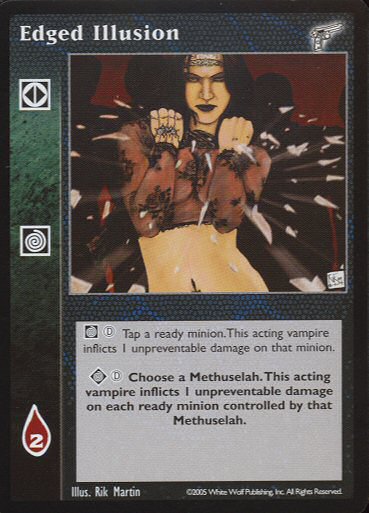 Edged Illusion
Ⓓ Tap a ready minion.This acting vampire
inflicts 1 unpreventable damage on that minion.
Ⓓ Choose a Methuselah.This acting
vampire inflicts 1 unpreventable damage
on each ready minion controlled by that
Methuselah.
2
Illus. Rik Martin
©2005 White Wolf Publishing, Inc. All Rights Reserved.